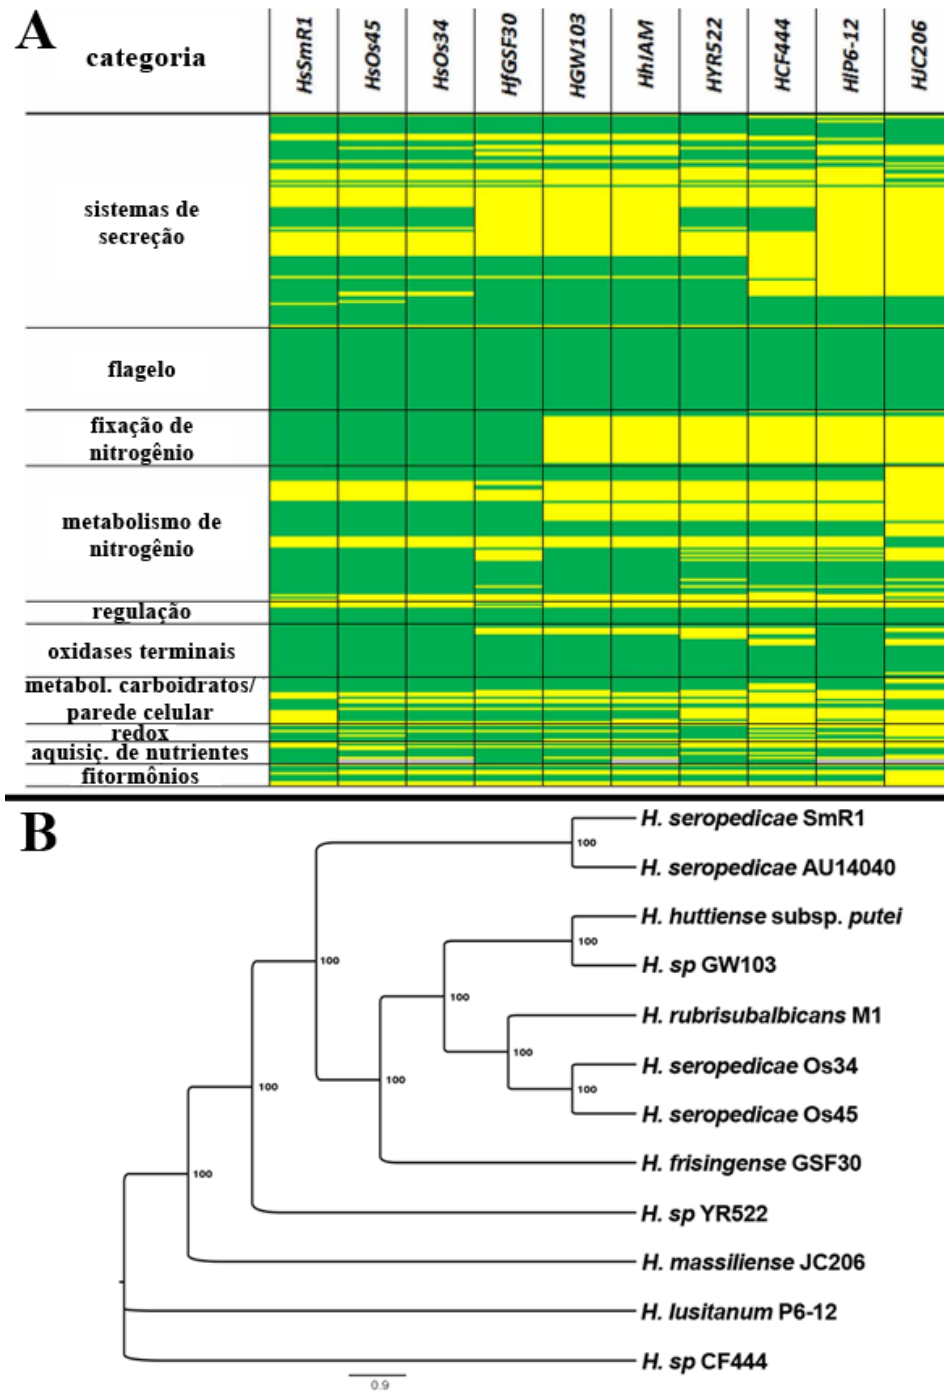 A
categoria
HsSmR1
HsOs45
HsOs34
HfGSF30
HGW103
HhIAM
HYR522
HCF444
HlP6-12
HJC206
sistemas de
secreção
flagelo
fixação de
nitrogênio
metabolismo de
nitrogênio
regulação
oxidases terminais
metabol. carboidratos/
parede celular
redox
aquisiç. de nutrientes
fitormônios
B
H. seropedicae SmR1
100
H. seropedicae AU14040
H. huttiense subsp. putei
100
100
H. sp GW103
100
H. rubrisubalbicans M1
100
H. seropedicae Os34
100
100
100
H. seropedicae Os45
H. frisingense GSF30
100
H. sp YR522
H. massiliense JC206
H. lusitanum P6-12
H. sp CF444
0.9